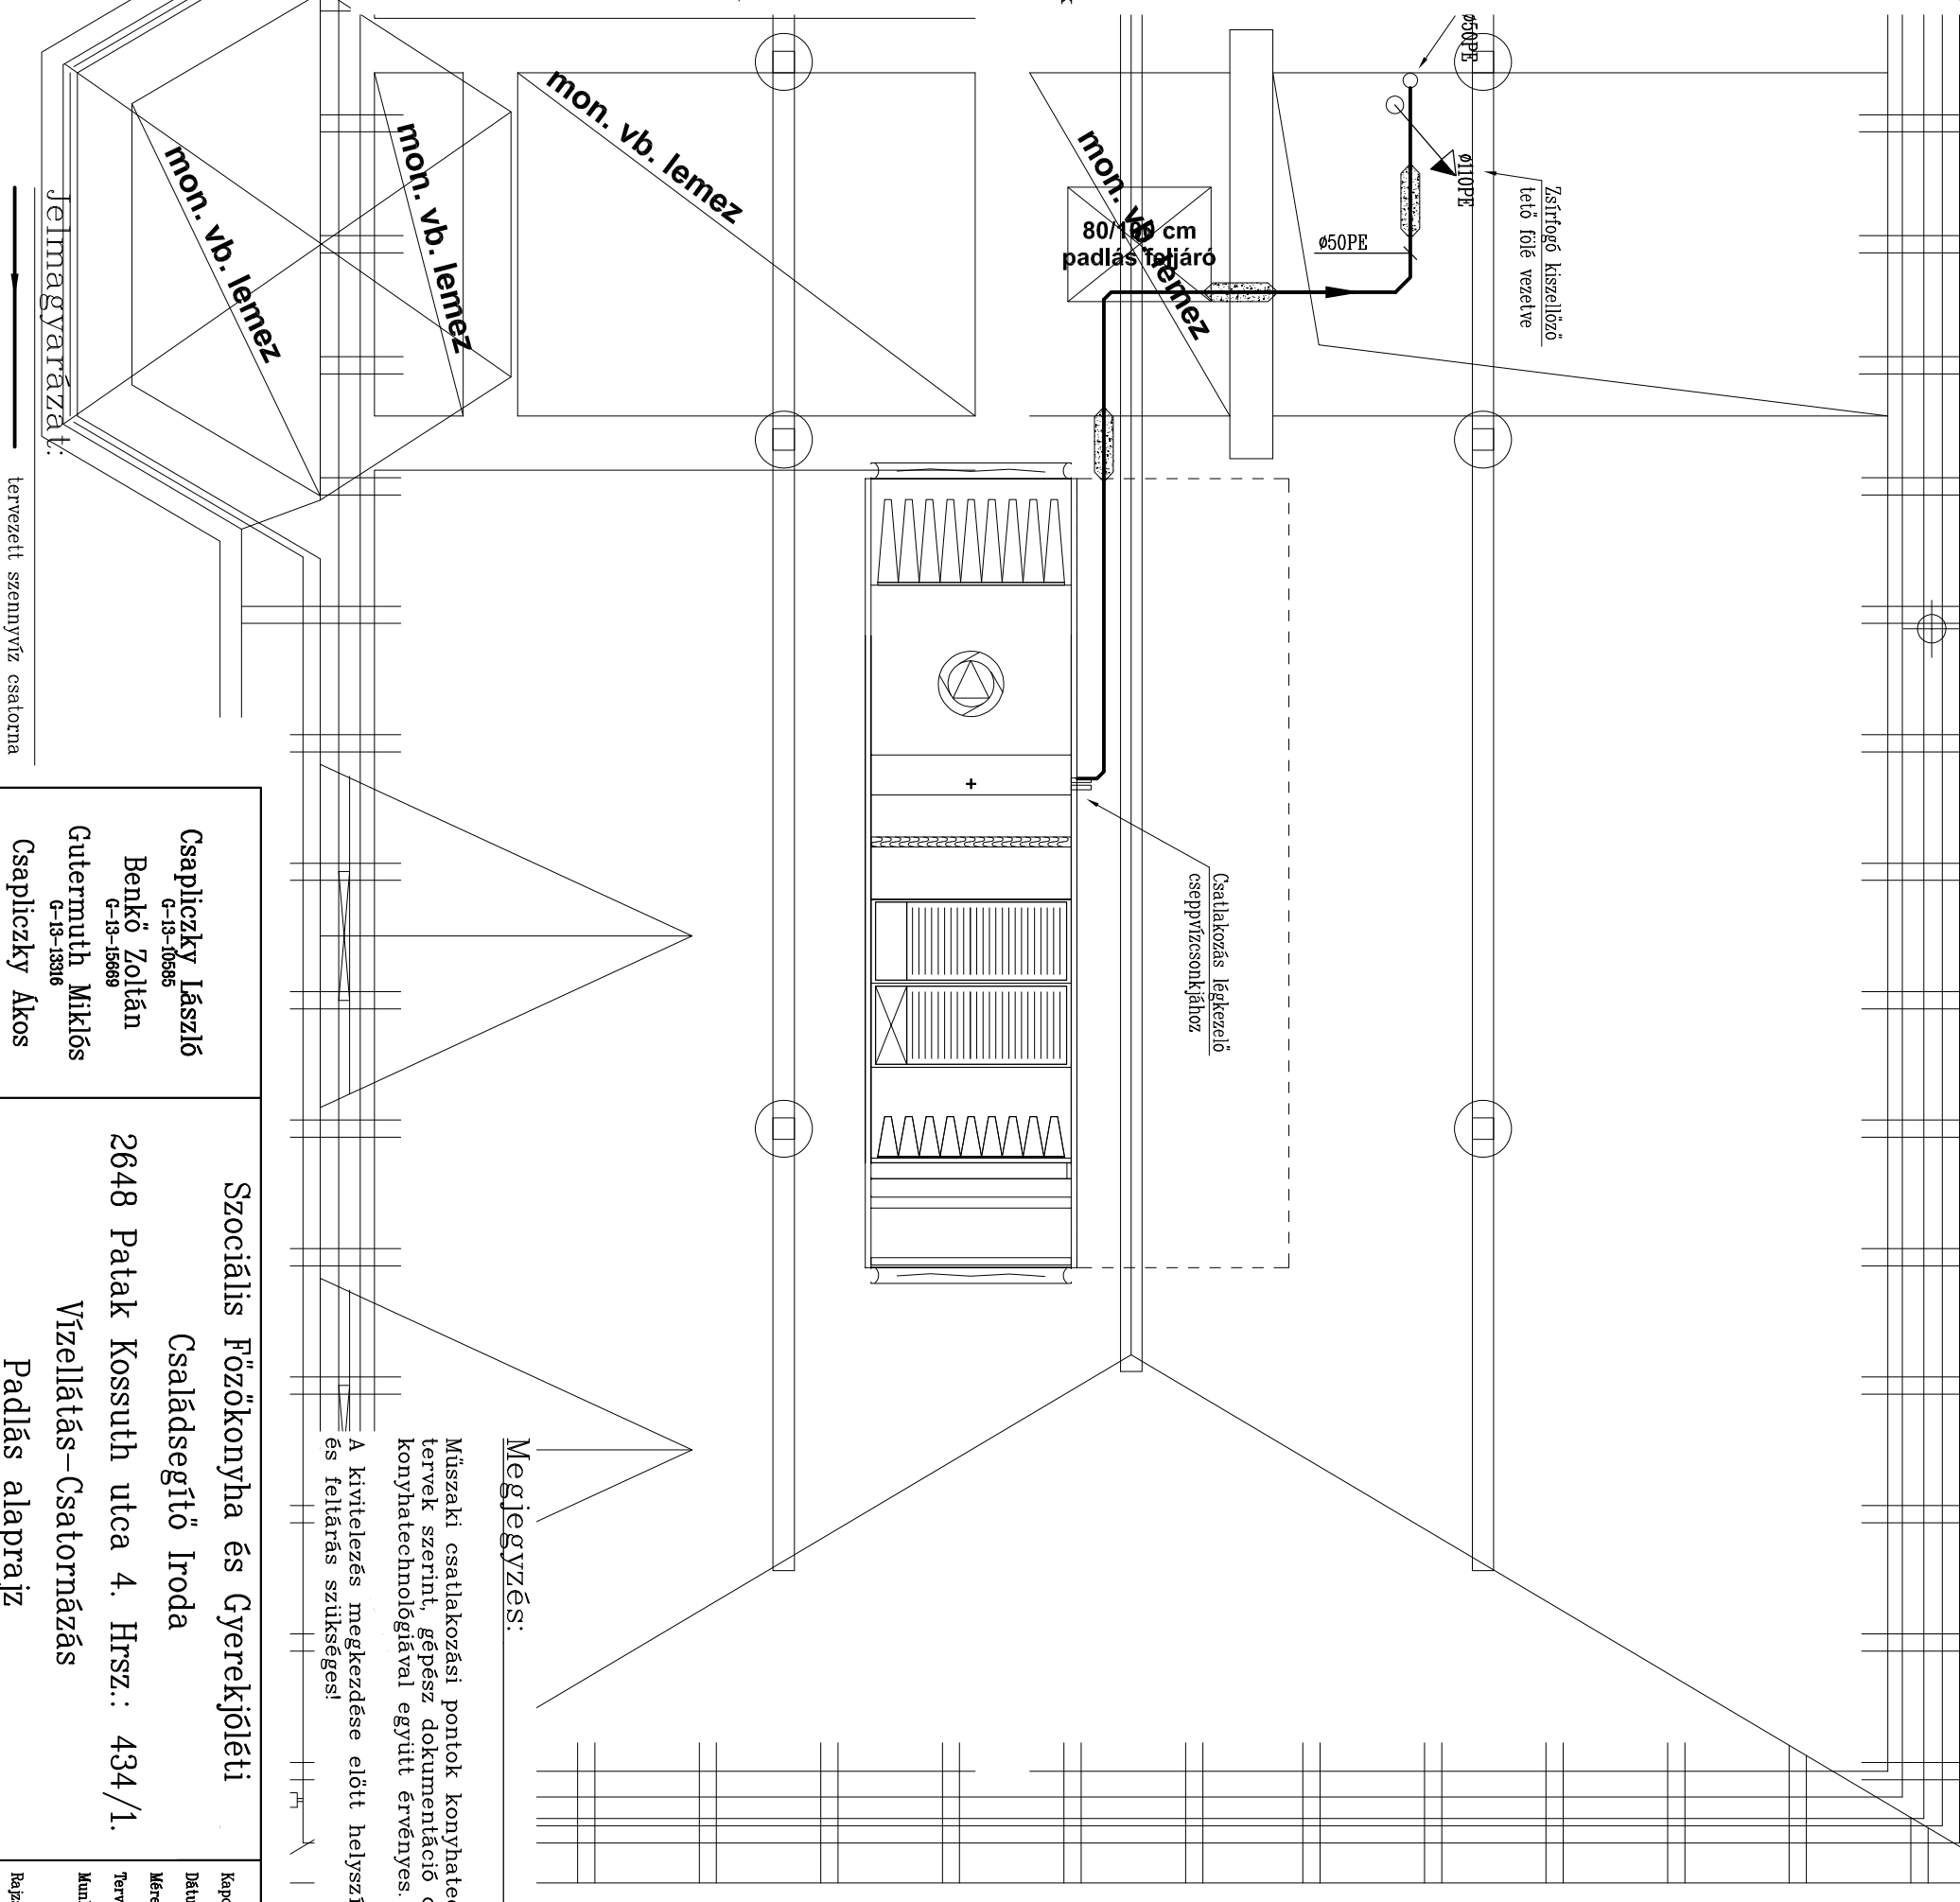 ø50PE
ø110PE
Zsírfogó kiszellőző
tető fölé vezetve
ø50PE
mon. vb. lemez
80/100 cm
padlás feljáró
mon. vb. lemez
mon. vb. lemez
mon. vb. lemez
Csatlakozás légkezelő
cseppvízcsonkjához
Jelmagyarázat:
tervezett szennyvíz csatorna
Megjegyzés:
Műszaki csatlakozási pontok
tervek szerint, gépész dokumentáció
konyhatechnológiával együtt érvényes.
A kivitelezés megkezdése előtt
és feltárás szükséges!
Csapliczky László
G-13-10585
Benkő Zoltán
G-13-15669
Gutermuth Miklós
G-13-13316
Csapliczky Ákos
Szociális Főzőkonyha és Gyerekjóléti
Családsegítő Iroda
2648 Patak Kossuth utca 4. Hrsz.: 434/1.
Vízellátás-Csatornázás
Padlás alaprajz